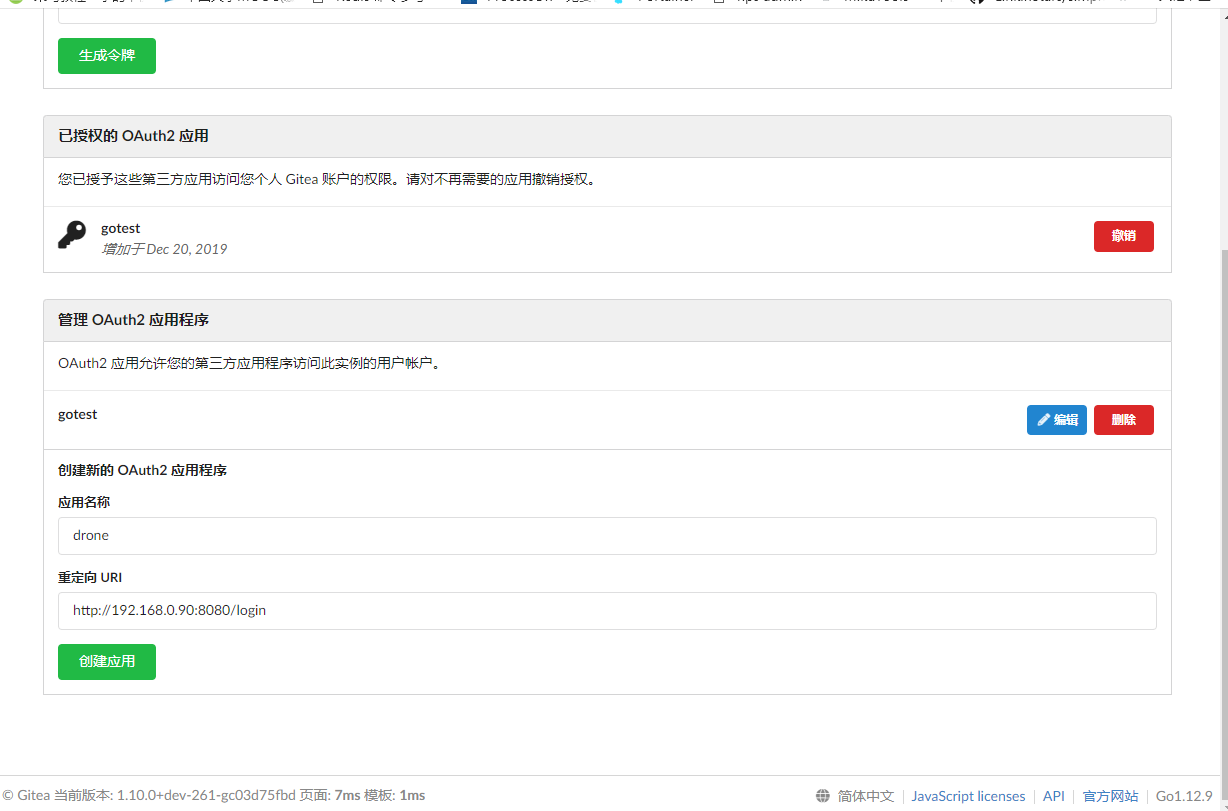 生成令牌
已授权的 OAuth2 应用
您已授予这些第三方应用访问您个人 Gitea 账户的权限。请对不再需要的应用撤销授权。
gotest
增加于 Dec 20, 2019
撤销
管理 OAuth2 应用程序
OAuth2 应用允许您的第三方应用程序访问此实例的用户帐户。
gotest
编辑 删除
创建新的 OAuth2 应用程序
应用名称
drone
重定向 URI
http://192.168.0.90:8080/login
创建应用
© Gitea 当前版本: 1.10.0+dev-261-gc03d75fbd 页面: 7ms 模板: 1ms 简体中文 JavaScript licenses API 官方网站 Go1.12.9